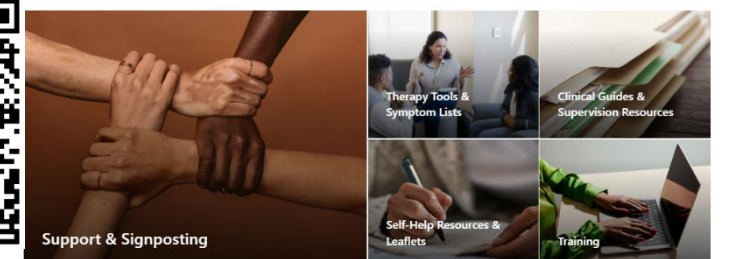 Therapy Tools &
Symptom Lists
Clinical Guides &
Supervision Resources
Self-Help Resources &
Leaflets
Support & Signposting
Training